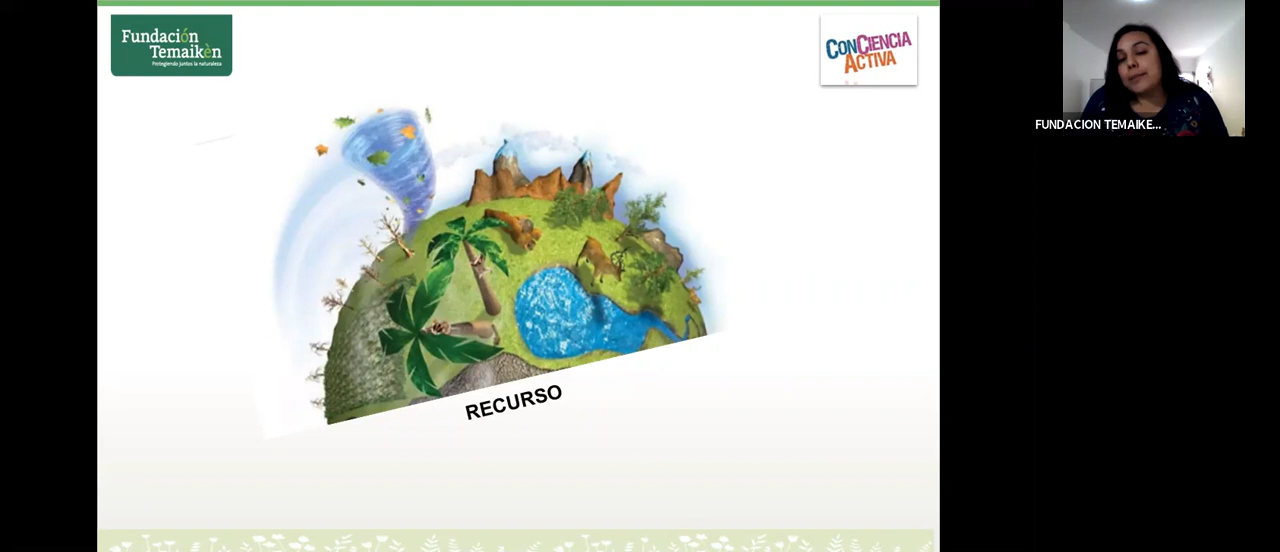 Fundación
Temaikèn
Protegiendo juntos la naturaleza
CONCIENCIA
ACTIVA
FUNDACION TEMAIKE...
RECURSO